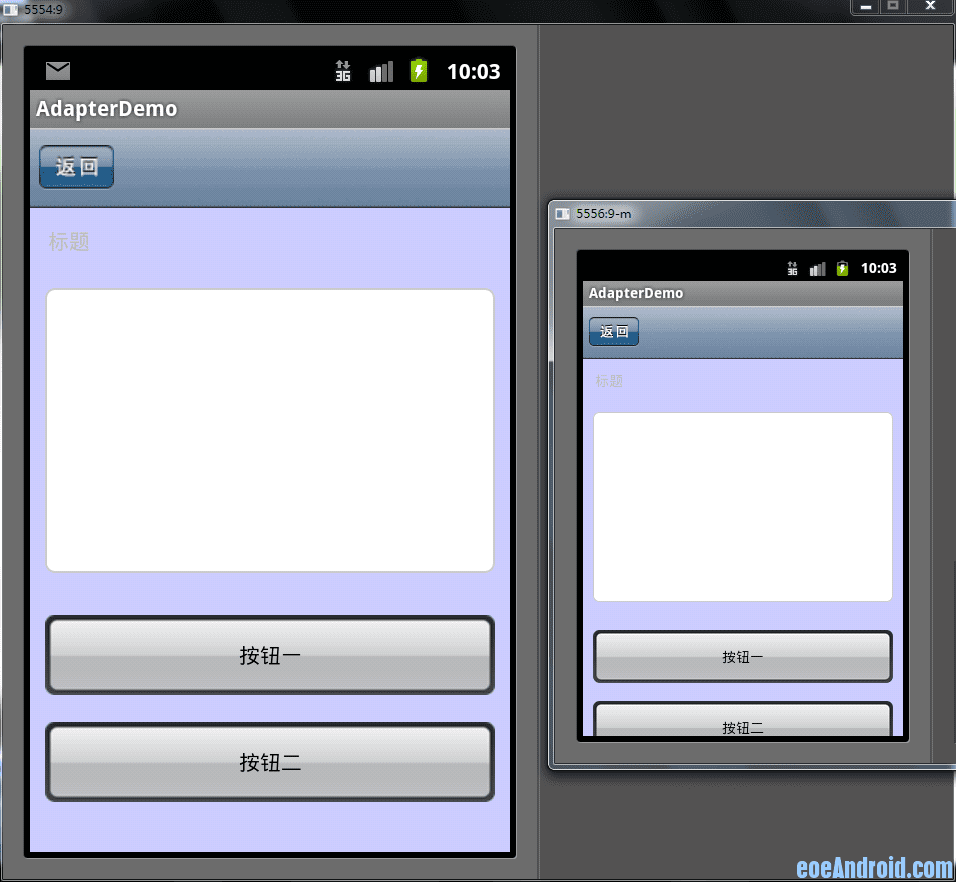 5554:9
3G
10:03
AdapterDemo
返回
标题
按钮一
按钮二
5556:9-m
3G
10:03
AdapterDemo
返回
标题
按钮一
按钮二
eoeAndroid.com